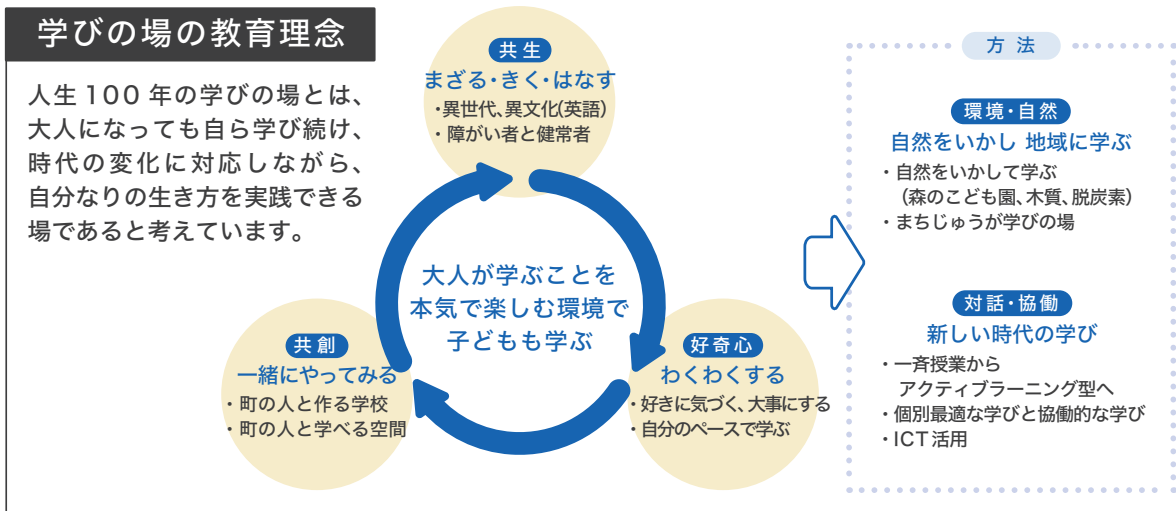 学びの場の教育理念
人生100年の学びの場とは、
大人になっても自ら学び続け、
時代の変化に対応しながら、
自分なりの生き方を実践できる
場であると考えています。
共生
まざる・きく・はなす
・異世代、異文化(英語)
・障がい者と健常者
大人が学ぶことを
本気で楽しむ環境で
子どもも学ぶ
共創
一緒にやってみる
・町の人と作る学校
・町の人と学べる空間
好奇心
わくわくする
・好きに気づく、大事にする
・自分のペースで学ぶ
方法
環境・自然
自然をいかし 地域に学ぶ
・自然をいかして学ぶ
（森のこども園、木質、脱炭素）
・まちじゅうが学びの場
対話・協働
新しい時代の学び
・一斉授業から
アクティブラーニング型へ
・個別最適な学びと協働的な学び
・ICT活用